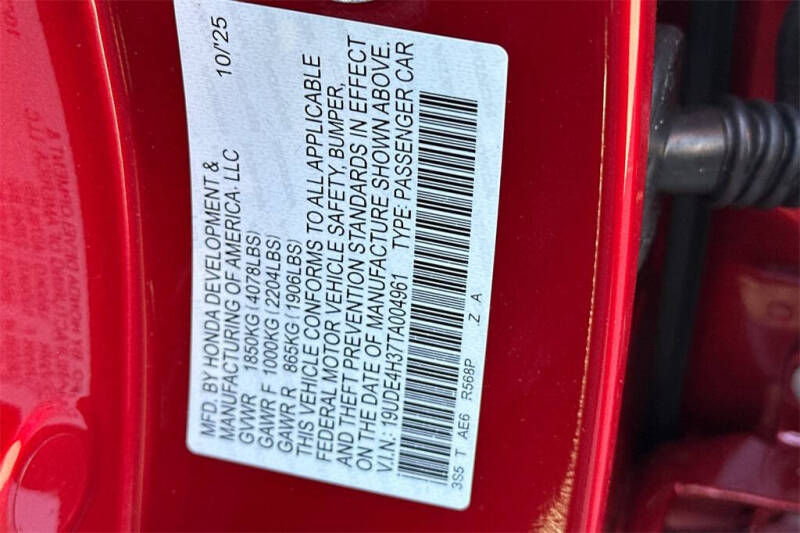 MFD. BY HONDA DEVELOPMENT & 10/'25
MANUFACTURING OF AMERICA, LLC
GVWR 1850KG(4078LBS)
GAWR F 1000KG(2204LBS)
GAWR R 865KG(1906LBS)
THIS VEHICLE CONFORMS TO ALL APPLICABLE
FEDERAL MOTOR VEHICLE SAFETY, BUMPER,
AND THEFT PREVENTION STANDARDS IN EFFECT
ON THE DATE OF MANUFACTURE SHOWN ABOVE.
V.I.N: 19UDE4H37TA004961 TYPE: PASSENGER CAR
3S5 T AE6 R568P Z A